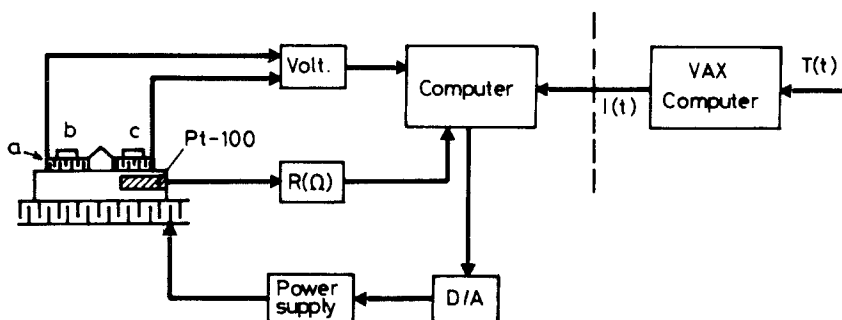 Volt.
Computer
VAX
Computer
T(t)
I(t)
b
c
Pt-100
a
R(Ω)
Power
supply
D/A